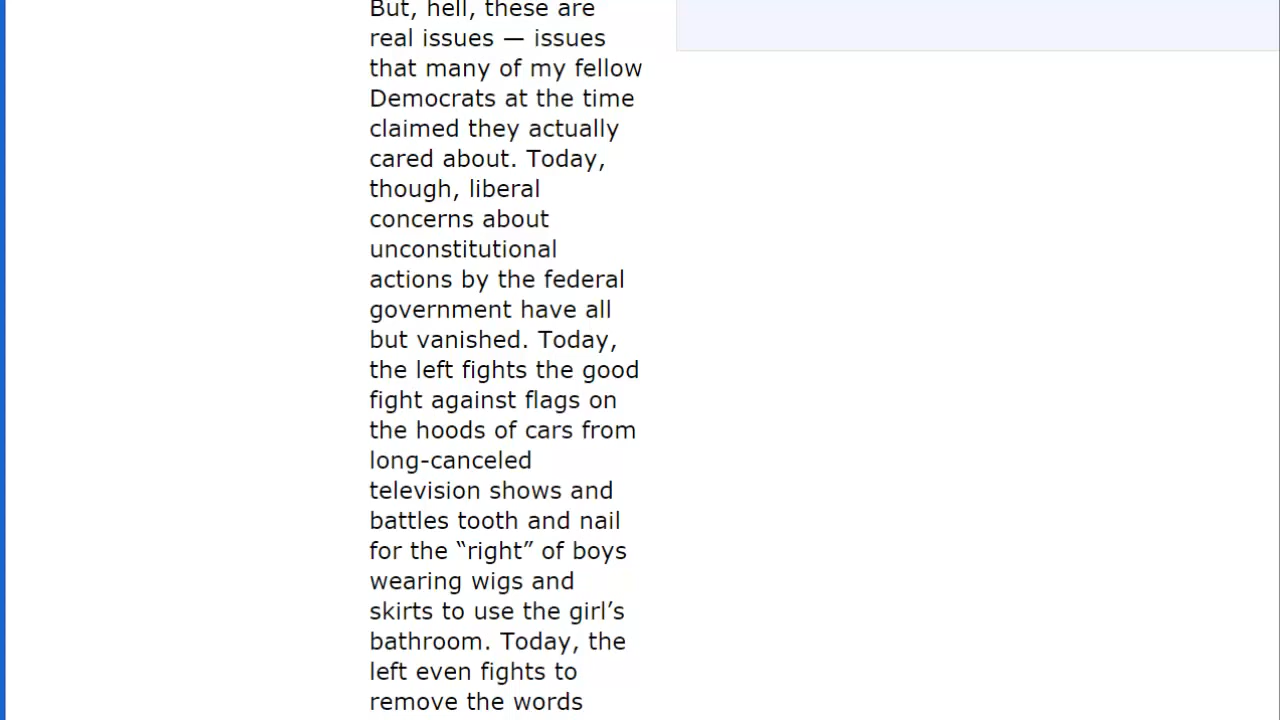 But, hell, these are
real issues — issues
that many of my fellow
Democrats at the time
claimed they actually
cared about. Today,
though, liberal
concerns about
unconstitutional
actions by the federal
government have all
but vanished. Today,
the left fights the good
fight against flags on
the hoods of cars from
long-canceled
television shows and
battles tooth and nail
for the “right” of boys
wearing wigs and
skirts to use the girl’s
bathroom. Today, the
left even fights to
remove the words